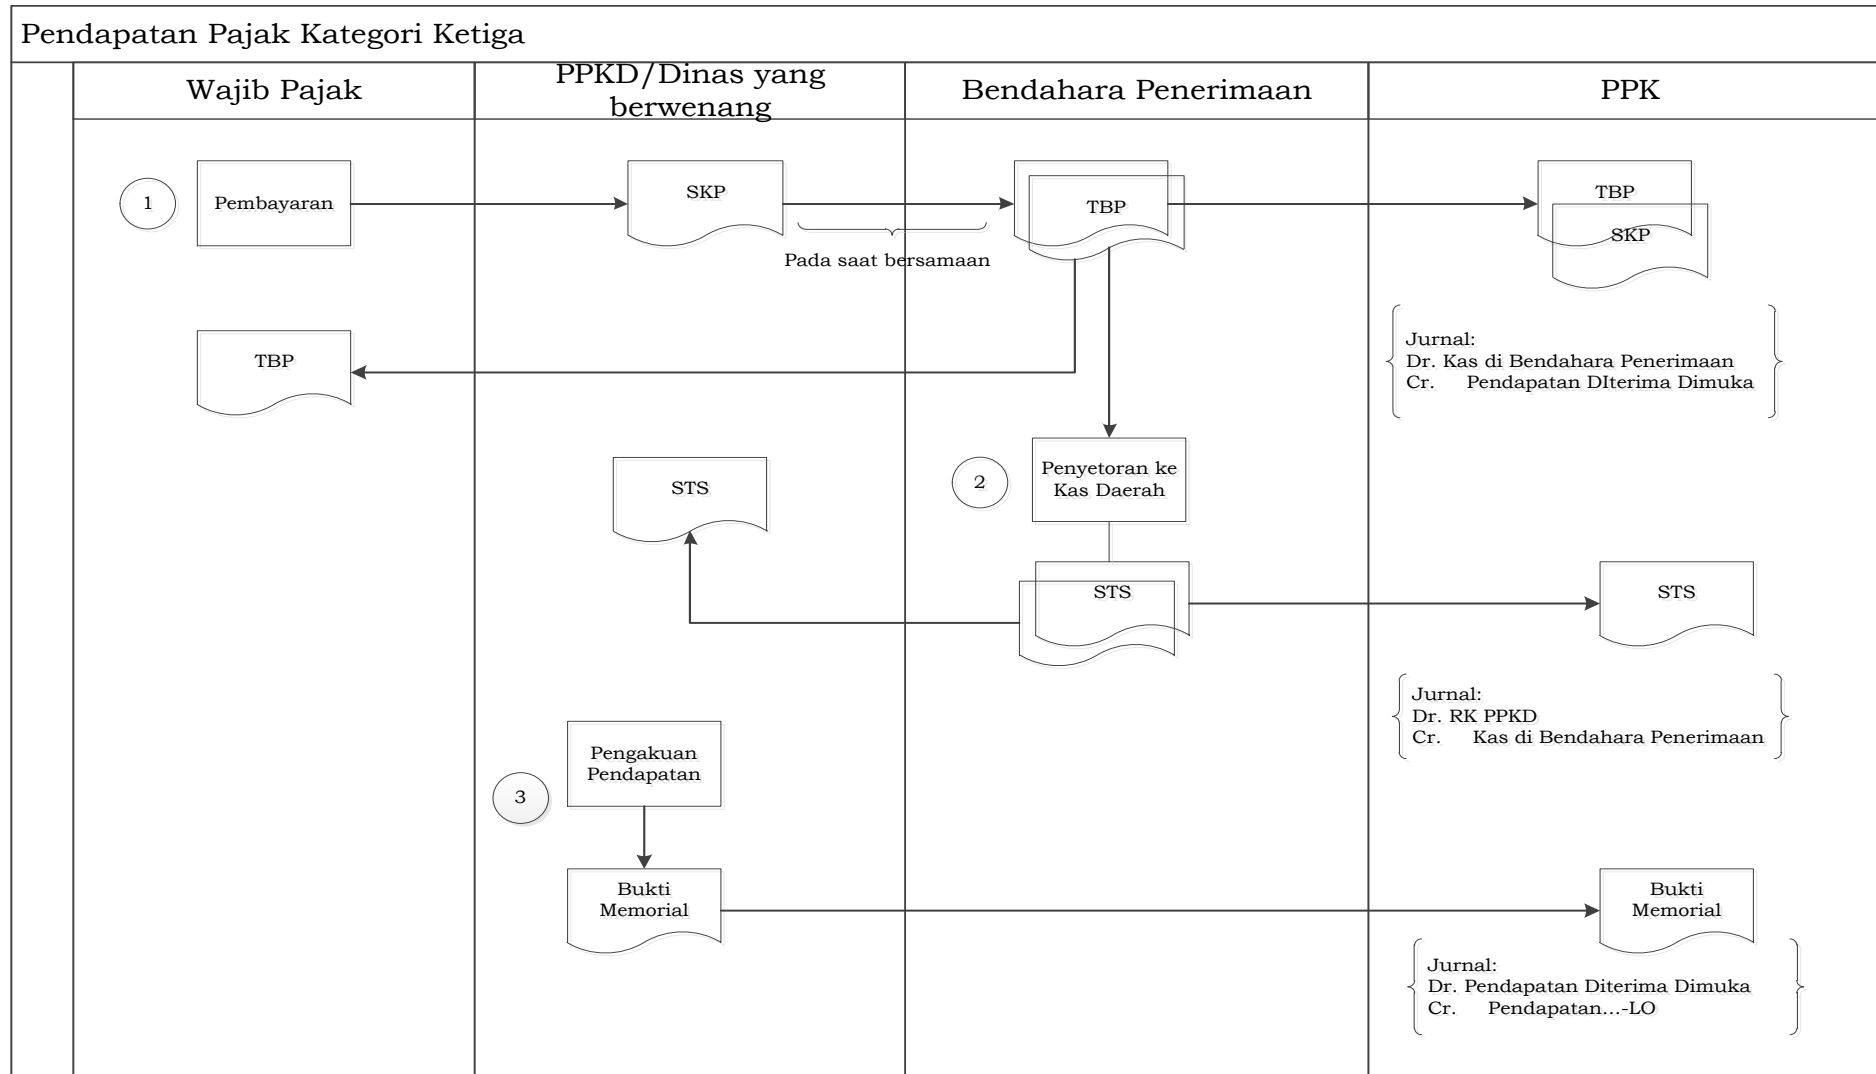 Pendapatan Pajak Kategori Ketiga
Wajib Pajak
PPKD/Dinas yang
berwenang
Bendahara Penerimaan
PPK
1
Pembayaran
SKP
Pada saat bersamaan
TBP
TBP
SKP
TBP
Jurnal:
Dr. Kas di Bendahara Penerimaan
Cr. Pendapatan DIterima Dimuka
2
Penyetoran ke
Kas Daerah
STS
STS
STS
Jurnal:
Dr. RK PPKD
Cr. Kas di Bendahara Penerimaan
3
Pengakuan
Pendapatan
Bukti
Memorial
Bukti
Memorial
Jurnal:
Dr. Pendapatan Diterima Dimuka
Cr. Pendapatan...-LO